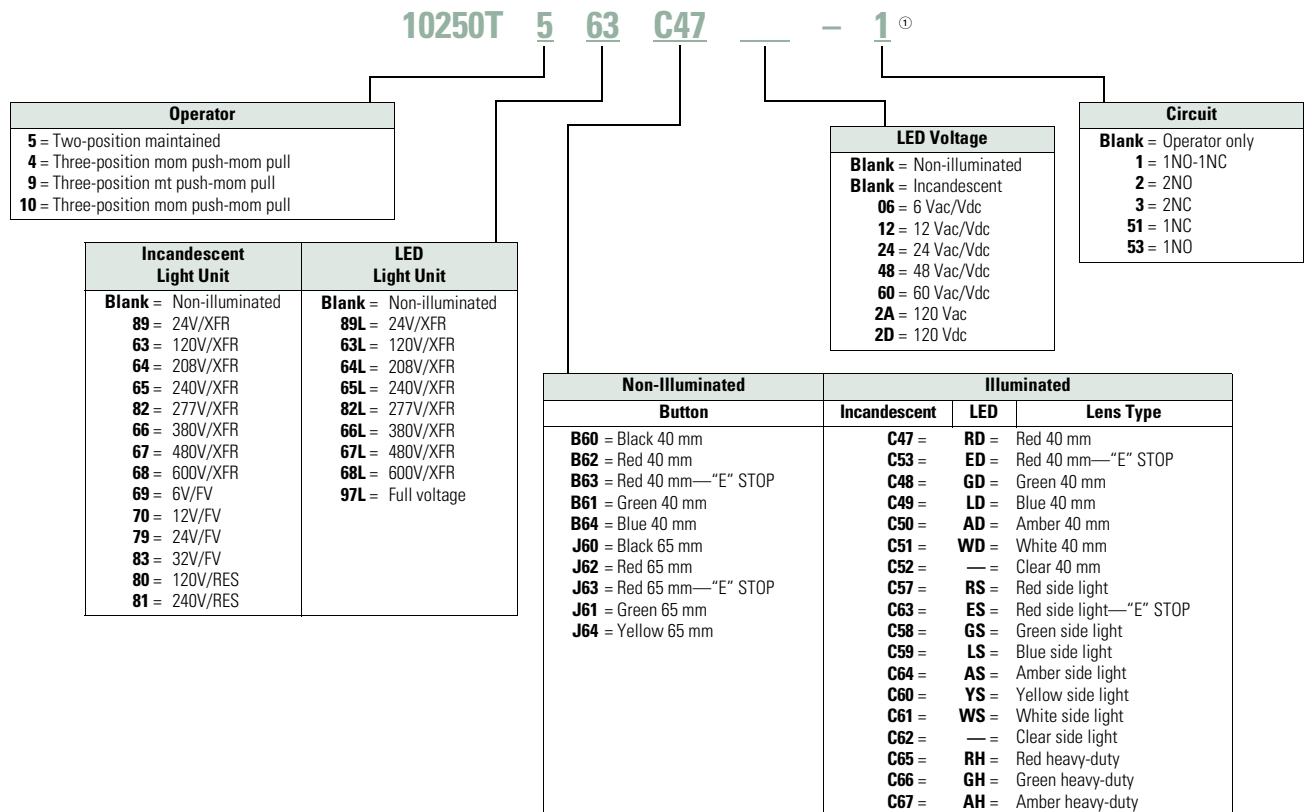 10250T 5 63 C47 – 1 ①
Operator
5 = Two-position maintained
4 = Three-position mom push-mom pull
9 = Three-position mt push-mom pull
10 = Three-position mom push-mom pull
Incandescent
Light Unit
Blank = Non-illuminated
89 = 24V/XFR
63 = 120V/XFR
64 = 208V/XFR
65 = 240V/XFR
82 = 277V/XFR
66 = 380V/XFR
67 = 480V/XFR
68 = 600V/XFR
69 = 6V/FV
70 = 12V/FV
79 = 24V/FV
83 = 32V/FV
80 = 120V/RES
81 = 240V/RES
LED
Light Unit
Blank = Non-illuminated
89L = 24V/XFR
63L = 120V/XFR
64L = 208V/XFR
65L = 240V/XFR
82L = 277V/XFR
66L = 380V/XFR
67L = 480V/XFR
68L = 600V/XFR
97L = Full voltage
LED Voltage
Blank = Non-illuminated
Blank = Incandescent
06 = 6 Vac/Vdc
12 = 12 Vac/Vdc
24 = 24 Vac/Vdc
48 = 48 Vac/Vdc
60 = 60 Vac/Vdc
2A = 120 Vac
2D = 120 Vdc
Circuit
Blank = Operator only
1 = 1NO-1NC
2 = 2NO
3 = 2NC
51 = 1NC
53 = 1NO
Non-Illuminated
Button
B60 = Black 40 mm
B62 = Red 40 mm
B63 = Red 40 mm—“E” STOP
B61 = Green 40 mm
B64 = Blue 40 mm
J60 = Black 65 mm
J62 = Red 65 mm
J63 = Red 65 mm—“E” STOP
J61 = Green 65 mm
J64 = Yellow 65 mm
Illuminated
Incandescent LED Lens Type
C47 = RD = Red 40 mm
C53 = ED = Red 40 mm—“E” STOP
C48 = GD = Green 40 mm
C49 = LD = Blue 40 mm
C50 = AD = Amber 40 mm
C51 = WD = White 40 mm
C52 = — = Clear 40 mm
C57 = RS = Red side light
C63 = ES = Red side light—“E” STOP
C58 = GS = Green side light
C59 = LS = Blue side light
C64 = AS = Amber side light
C60 = YS = Yellow side light
C61 = WS = White side light
C62 = — = Clear side light
C65 = RH = Red heavy-duty
C66 = GH = Green heavy-duty
C67 = AH = Amber heavy-duty